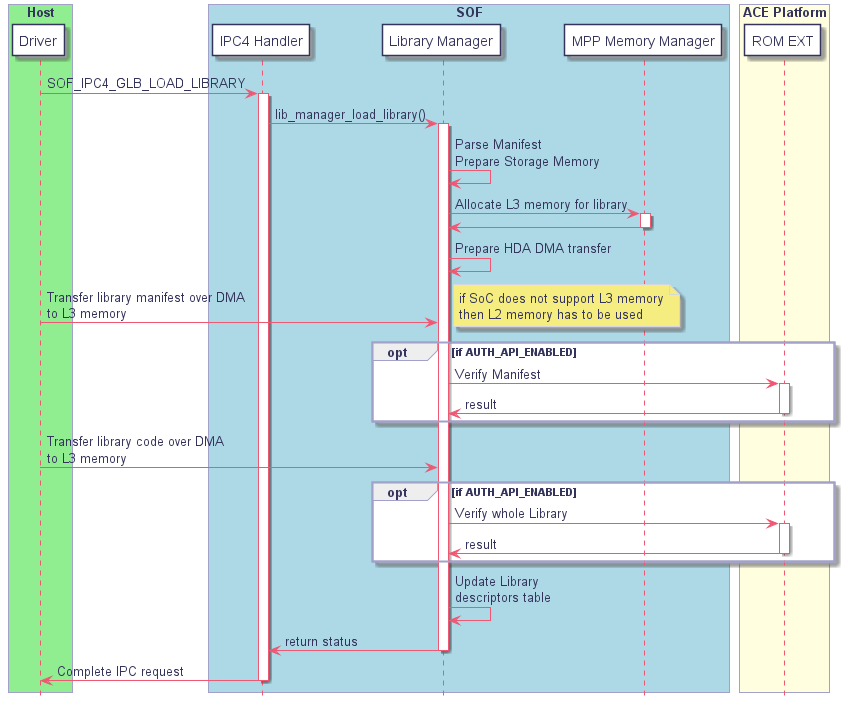 Host
SOF
ACE Platform
Driver
IPC4 Handler
Library Manager
MPP Memory Manager
ROM EXT
SOF_IPC4_GLB_LOAD_LIBRARY
lib_manager_load_library()
Parse Manifest
Prepare Storage Memory
Allocate L3 memory for library
Prepare HDA DMA transfer
Transfer library manifest over DMA
to L3 memory
if SoC does not support L3 memory
then L2 memory has to be used
opt
[if AUTH_API_ENABLED]
Verify Manifest
result
Transfer library code over DMA
to L3 memory
opt
[if AUTH_API_ENABLED]
Verify whole Library
result
Update Library
descriptors table
return status
Complete IPC request